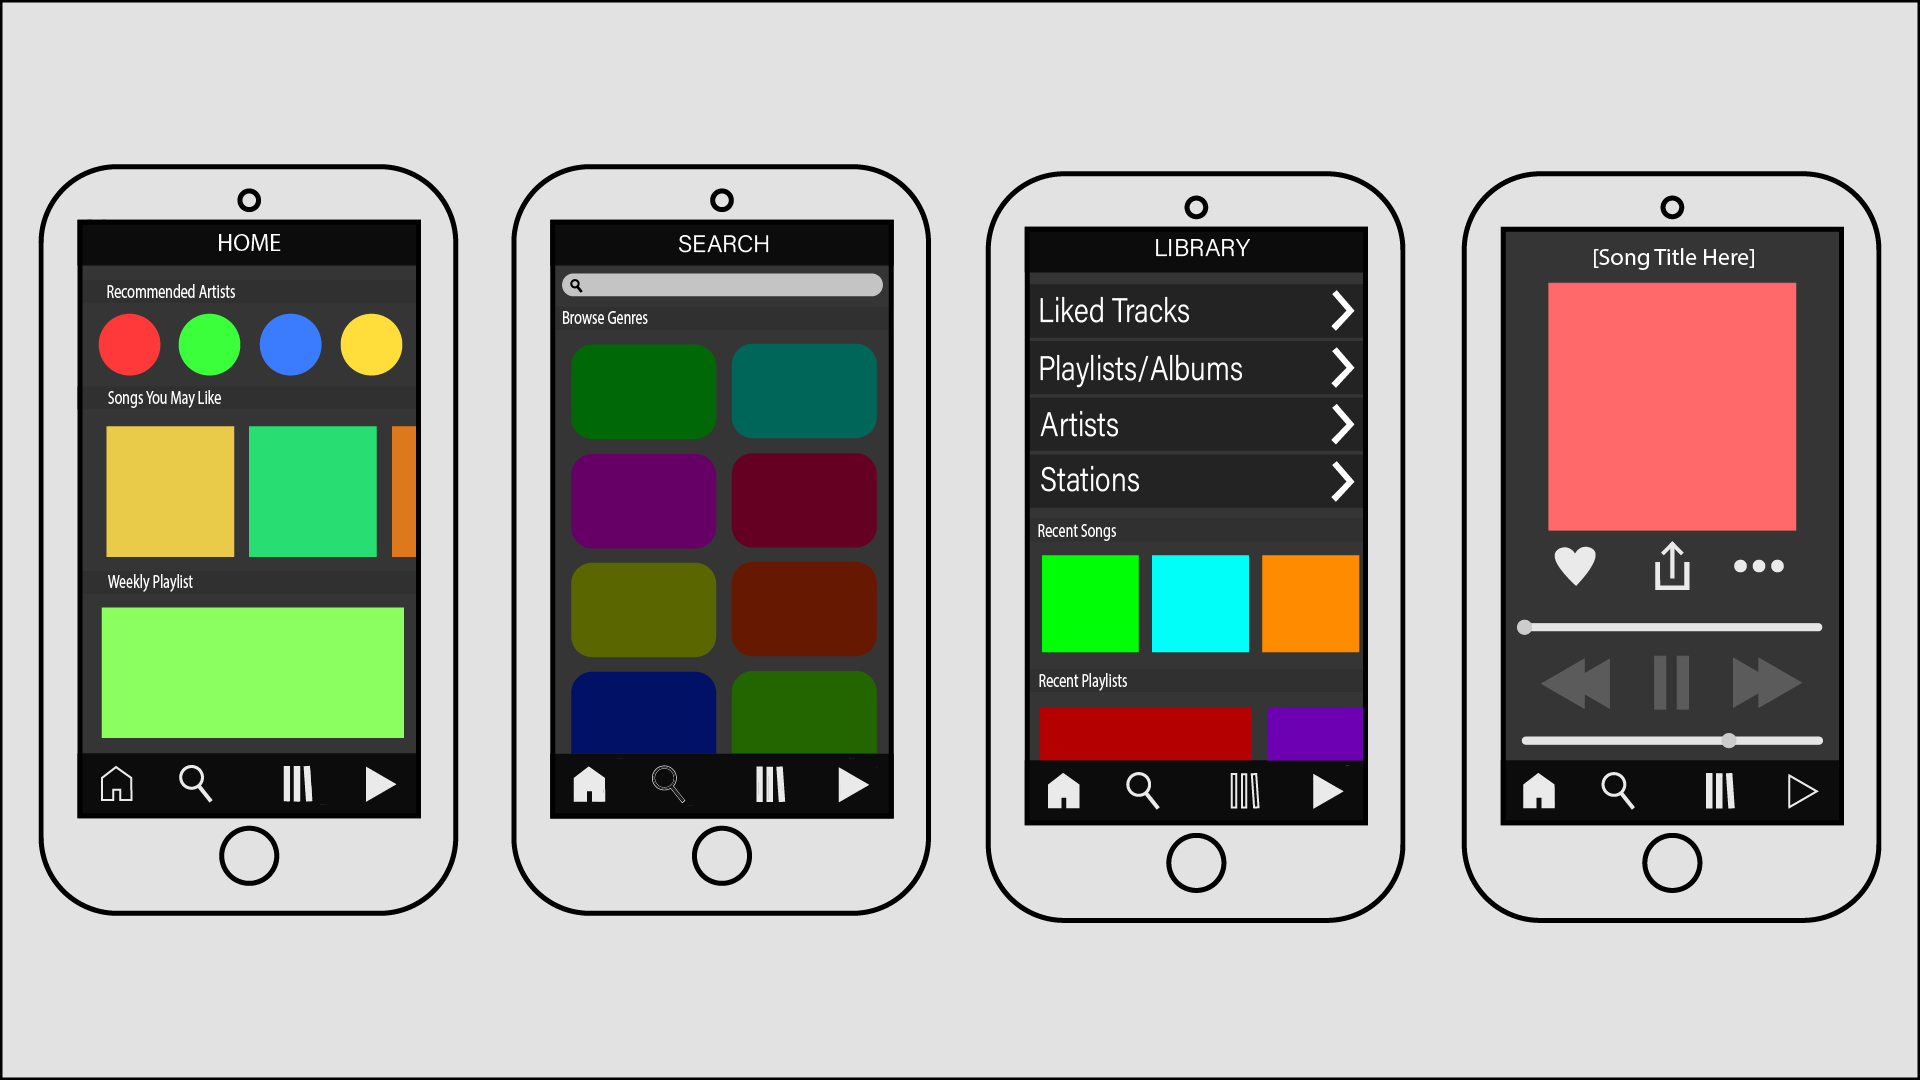 HOME
Recommended Artists
Songs You May Like
Weekly Playlist
SEARCH
Browse Genres
LIBRARY
Liked Tracks
Playlists/Albums
Artists
Stations
Recent Songs
Recent Playlists
[Song Title Here]